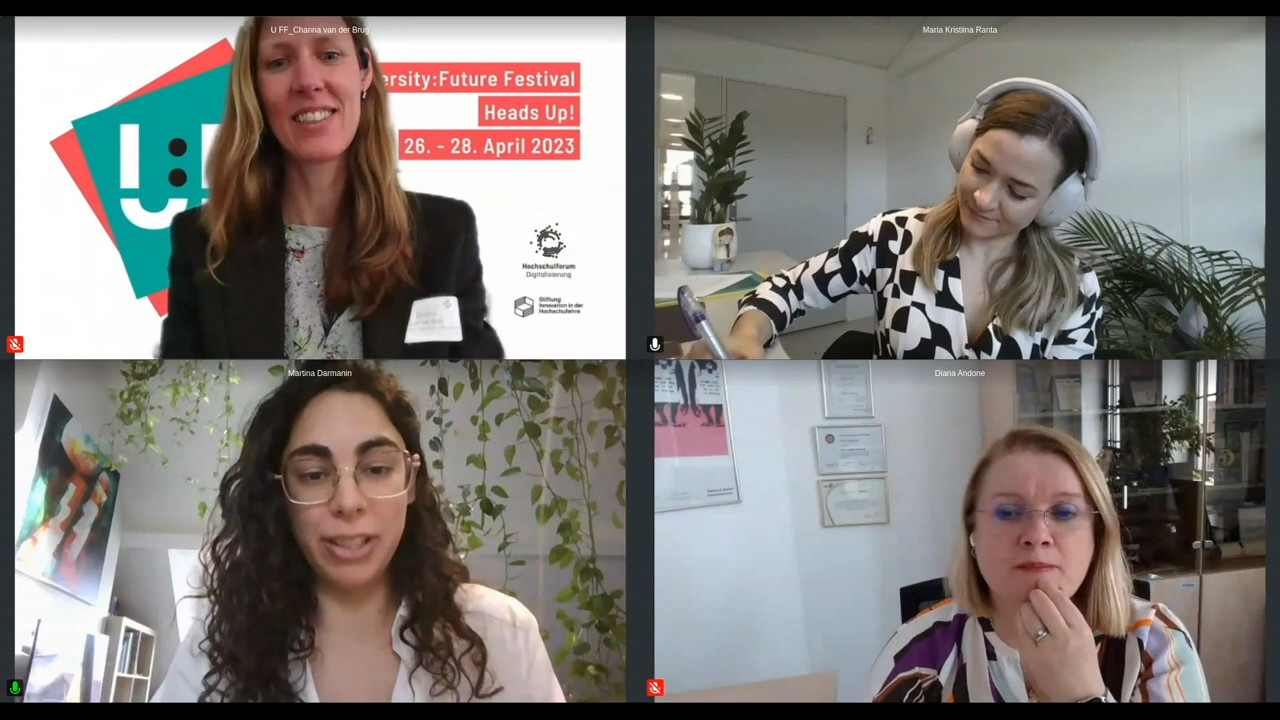 U FF_Channa van der Brug
ersity:Future Festival
Heads Up!
26. - 28. April 2023
U:F
Hochschulforum
Digitalisierung
Stiftung
Innovation in der
Hochschullehre
Maria Kristiina Ranta
Martina Darmanin
Diana Andone